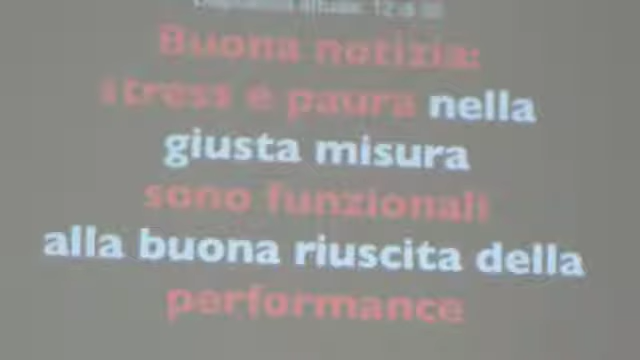 Buona notizia:
stress e paura nella
giusta misura
sono funzionali
alla buona riuscita della
performance